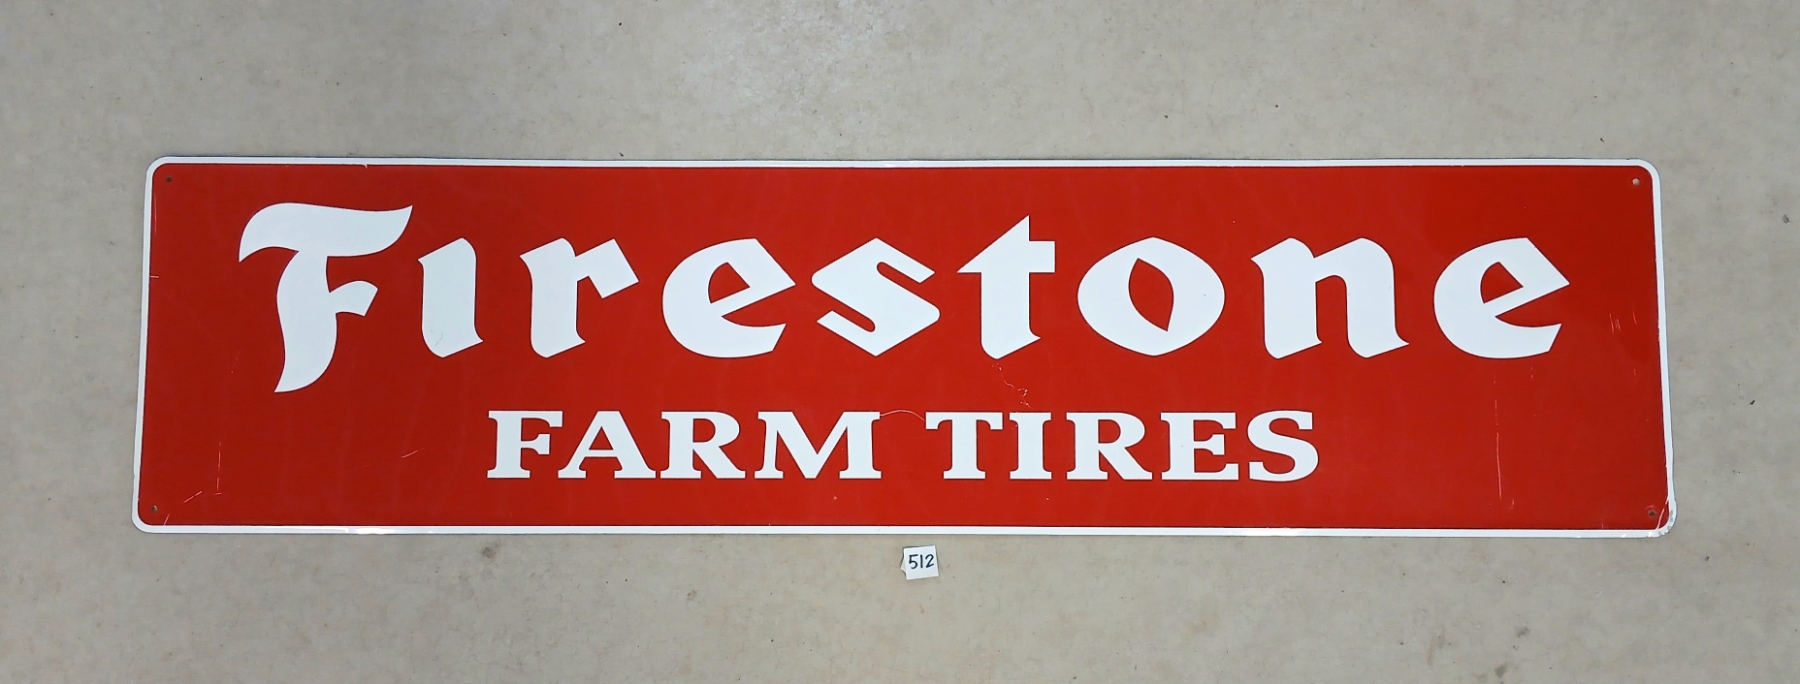 Firestone
FARM TIRES
512